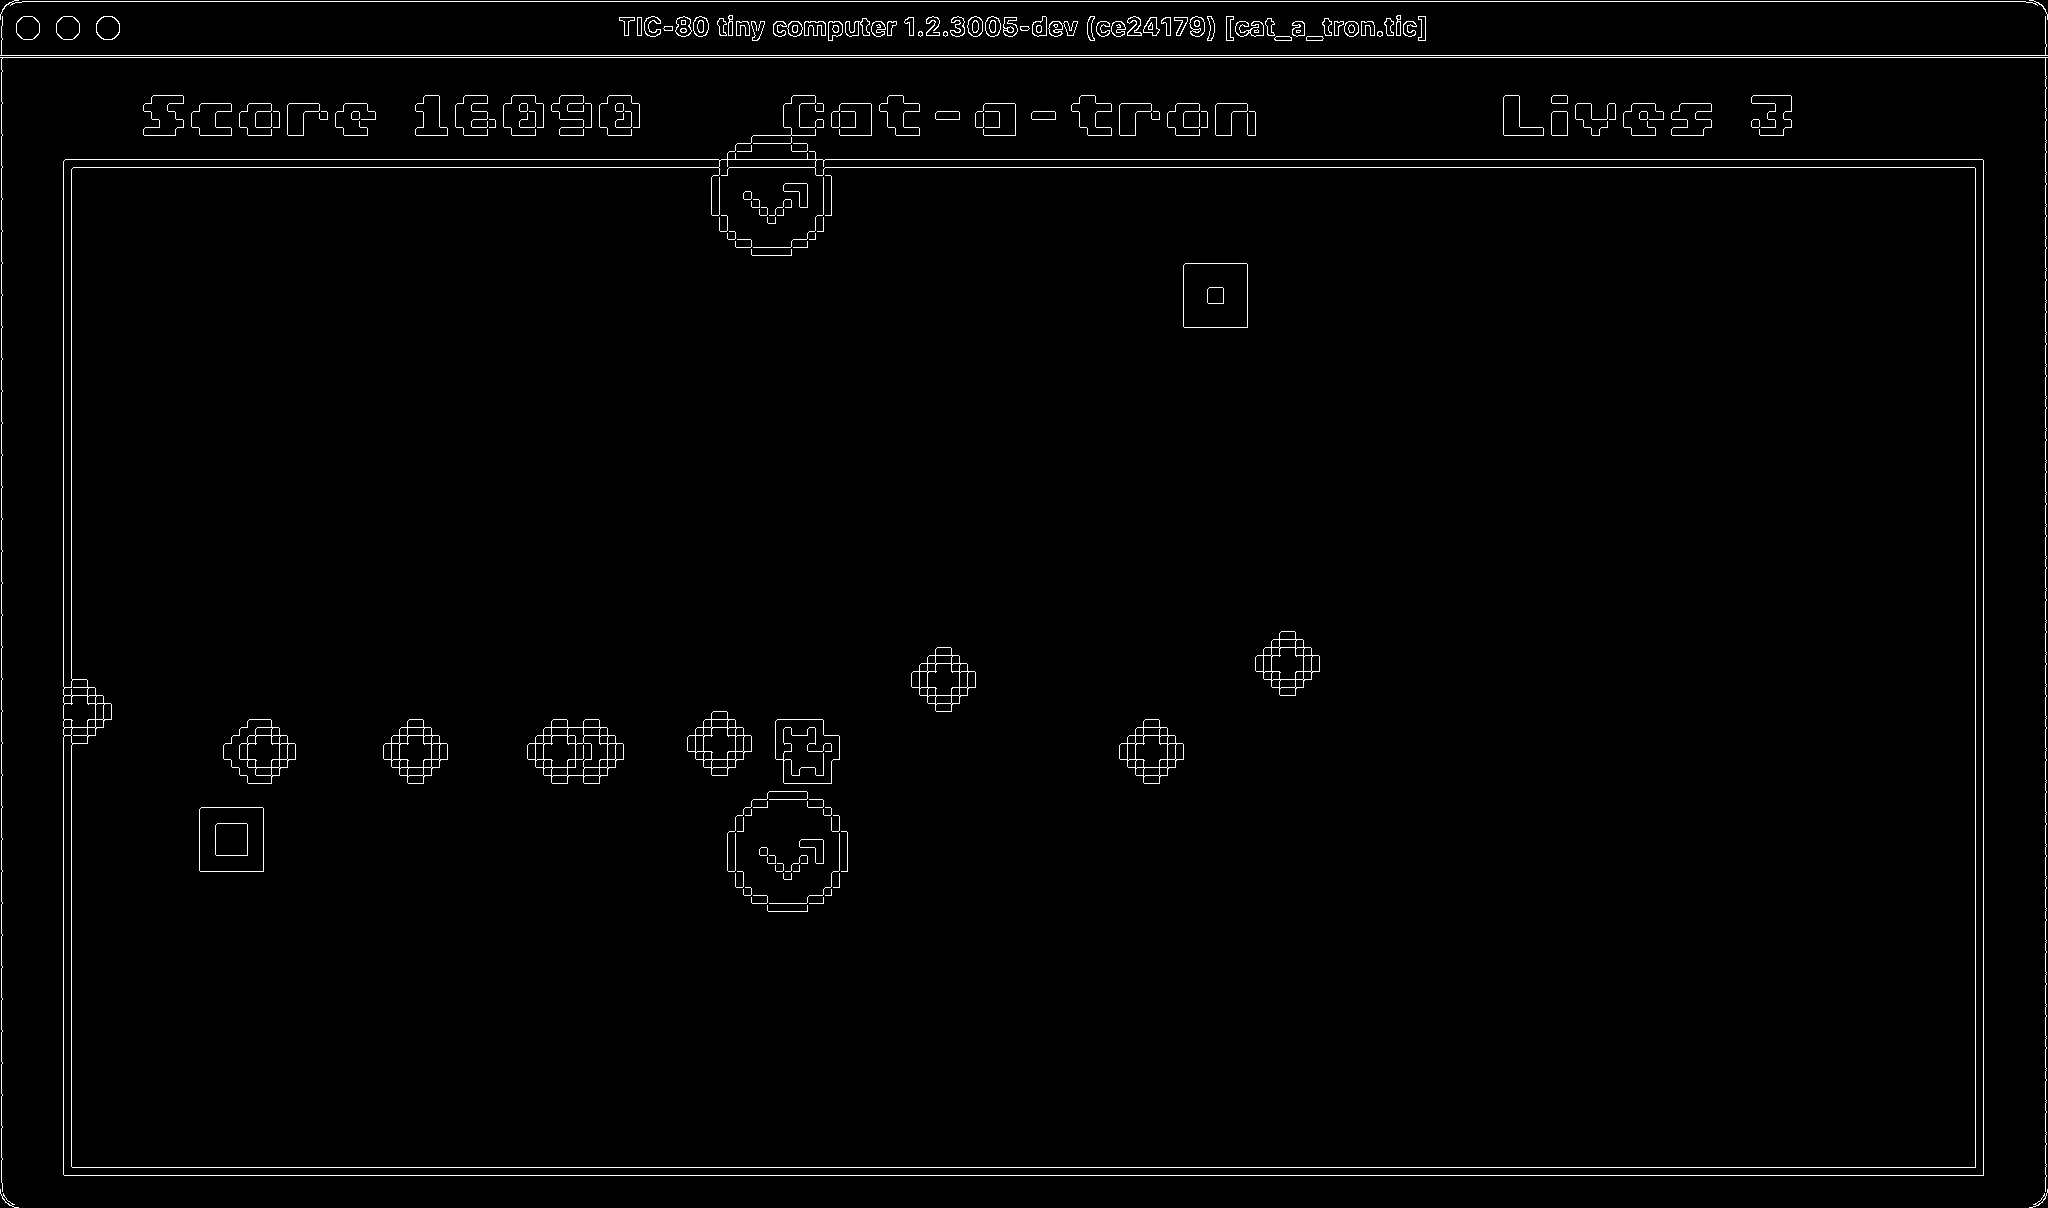 TIC-80 tiny computer 1.2.3005-dev (ce24179) [cat_a_tron.tic]
Score 16090 Cat-a-tron Lives 3